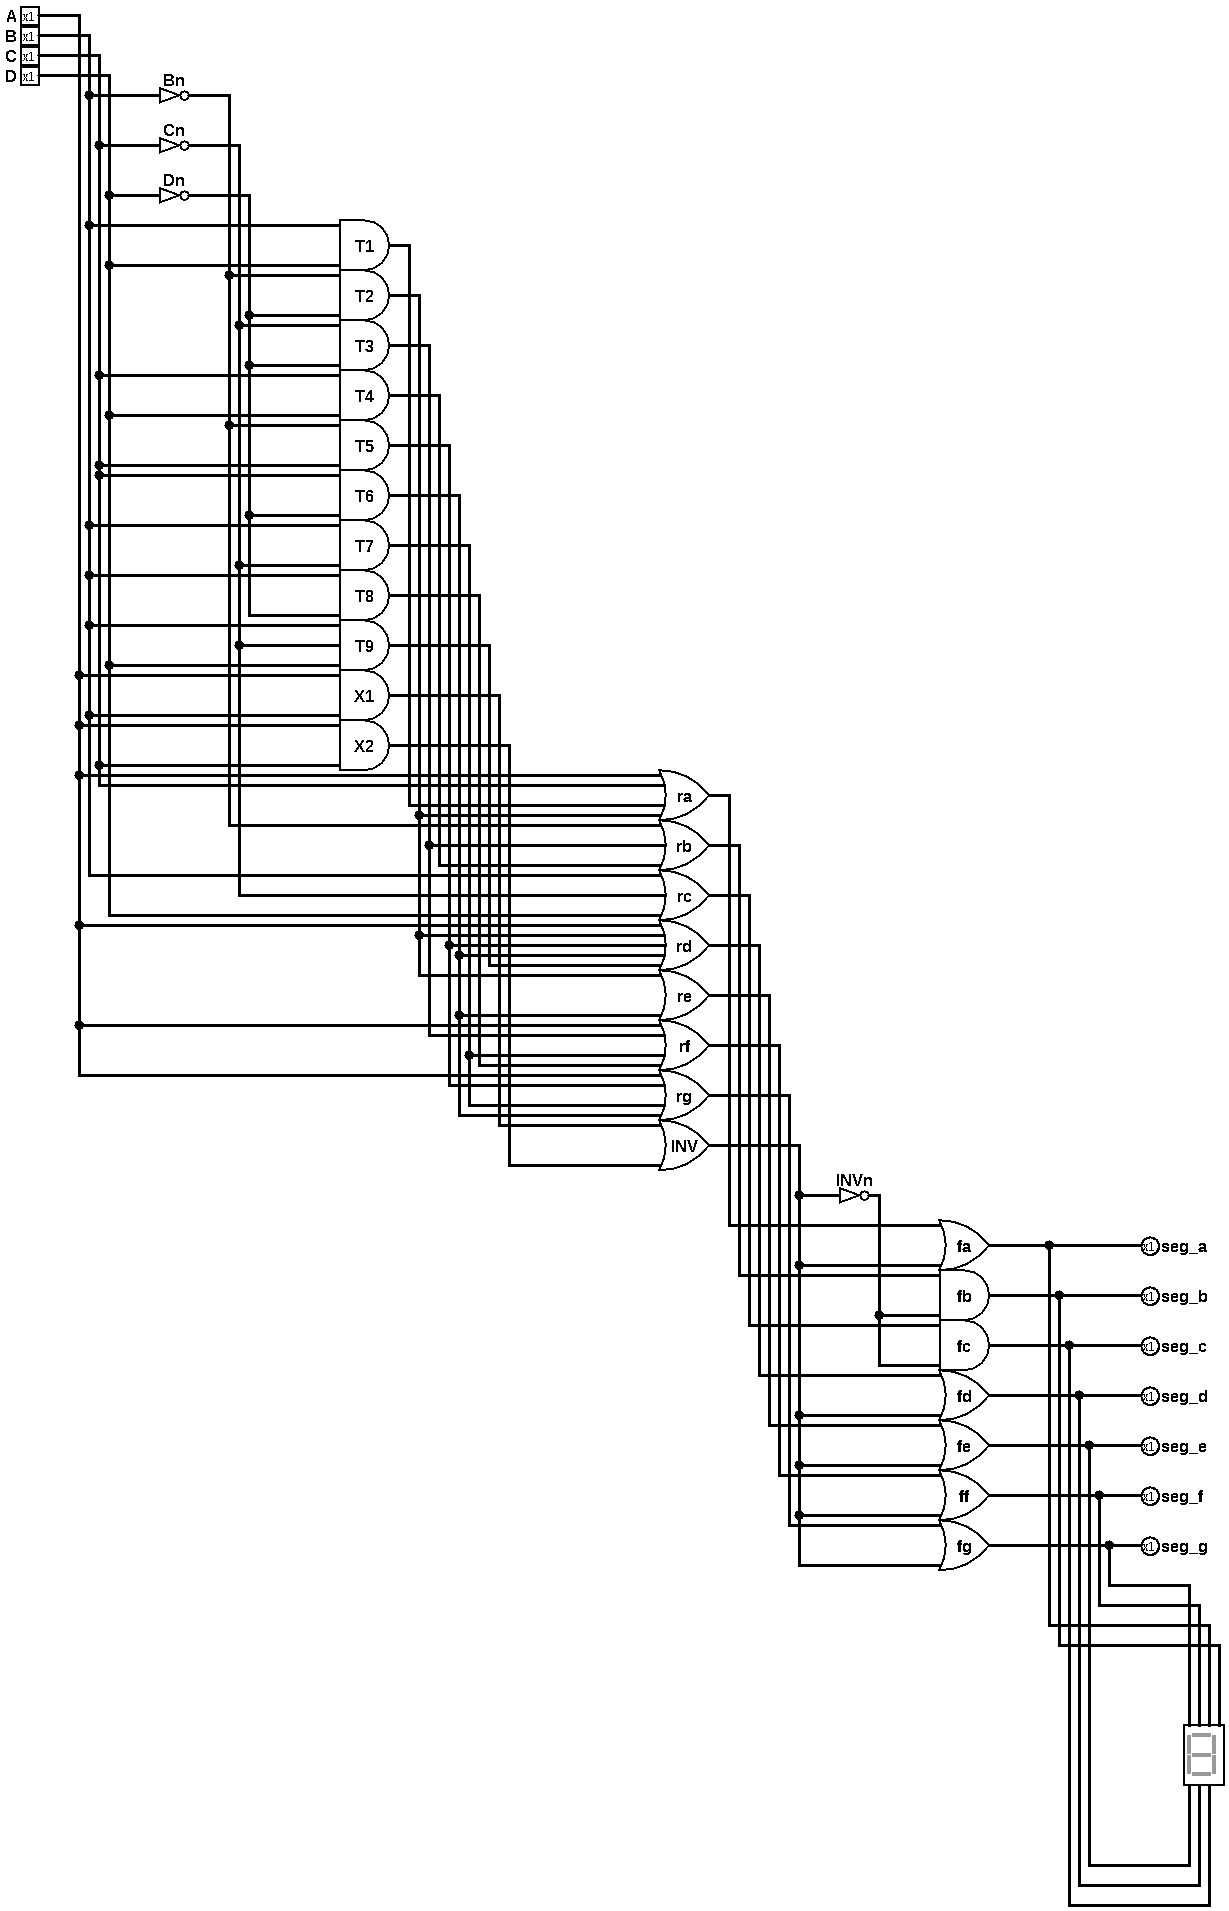 A x1
B x1
C x1
D x1
Bn
Cn
Dn
T1
T2
T3
T4
T5
T6
T7
T8
T9
X1
X2
ra
rb
rc
rd
re
rf
rg
INV
INVn
fa x1 seg_a
fb x1 seg_b
fc x1 seg_c
fd x1 seg_d
fe x1 seg_e
ff x1 seg_f
fg x1 seg_g